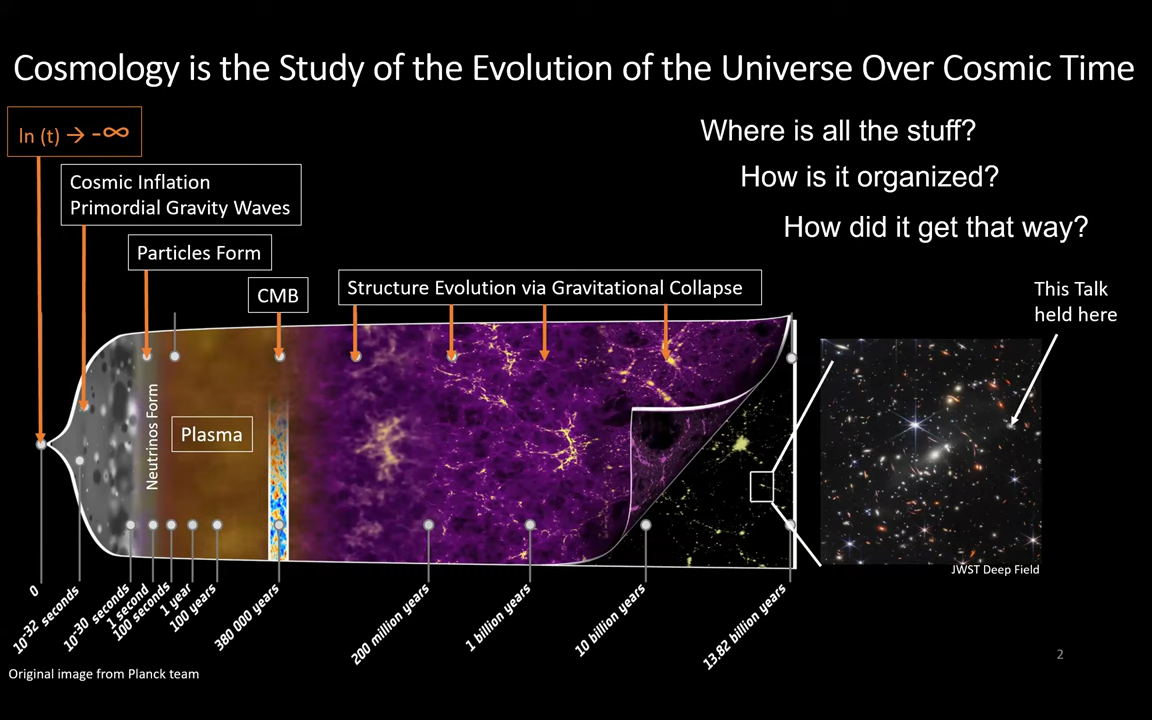 Cosmology is the Study of the Evolution of the Universe Over Cosmic Time
ln (t) → -∞
Where is all the stuff?
How is it organized?
How did it get that way?
Cosmic Inflation
Primordial Gravity Waves
Particles Form
CMB
Structure Evolution via Gravitational Collapse
This Talk
held here
Neutrinos Form
Plasma
JWST Deep Field
0
10-32 seconds
10-30 seconds
1 second
100 seconds
1 year
100 years
380 000 years
200 million years
1 billion years
10 billion years
13.82 billion years
2
Original image from Planck team